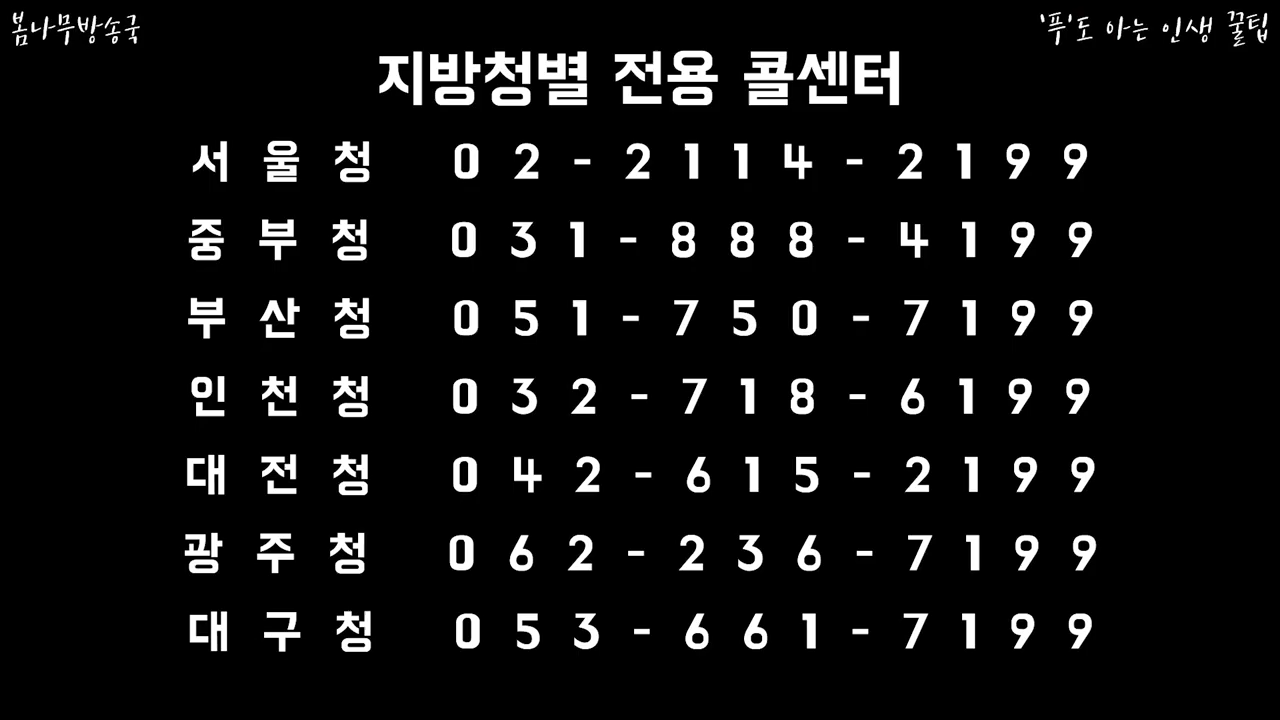 봄나무방송국
'푸'도 아는 인생 꿀팁
지방청별 전용 콜센터
서울청 02-2114-2199
중부청 031-888-4199
부산청 051-750-7199
인천청 032-718-6199
대전청 042-615-2199
광주청 062-236-7199
대구청 053-661-7199